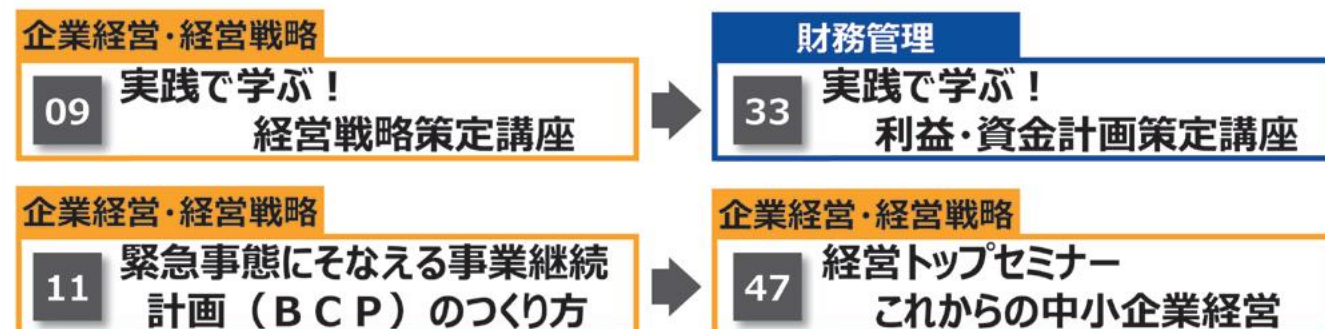 企業経営・経営戦略
09
実践で学ぶ！
経営戦略策定講座
財務管理
33
実践で学ぶ！
利益・資金計画策定講座
企業経営・経営戦略
11
緊急事態にそなえる事業継続
計画（ＢＣＰ）のつくり方
企業経営・経営戦略
47
経営トップセミナー
これからの中小企業経営